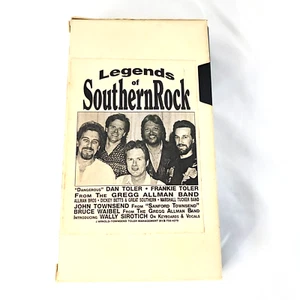 Legends
of
SouthernRock
"DANGEROUS" DAN TOLER • FRANKIE TOLER
FROM THE GREGG ALLMAN BAND
ALLMAN BROS • DICKEY BETTS & GREAT SOUTHERN • MARSHALL TUCKER BAND
JOHN TOWNSEND FROM "SANFORD TOWNSEND"
BRUCE WAIBEL FROM THE GREGG ALLMAN BAND
INTRODUCING WALLY SIROTICH ON KEYBOARDS & VOCALS